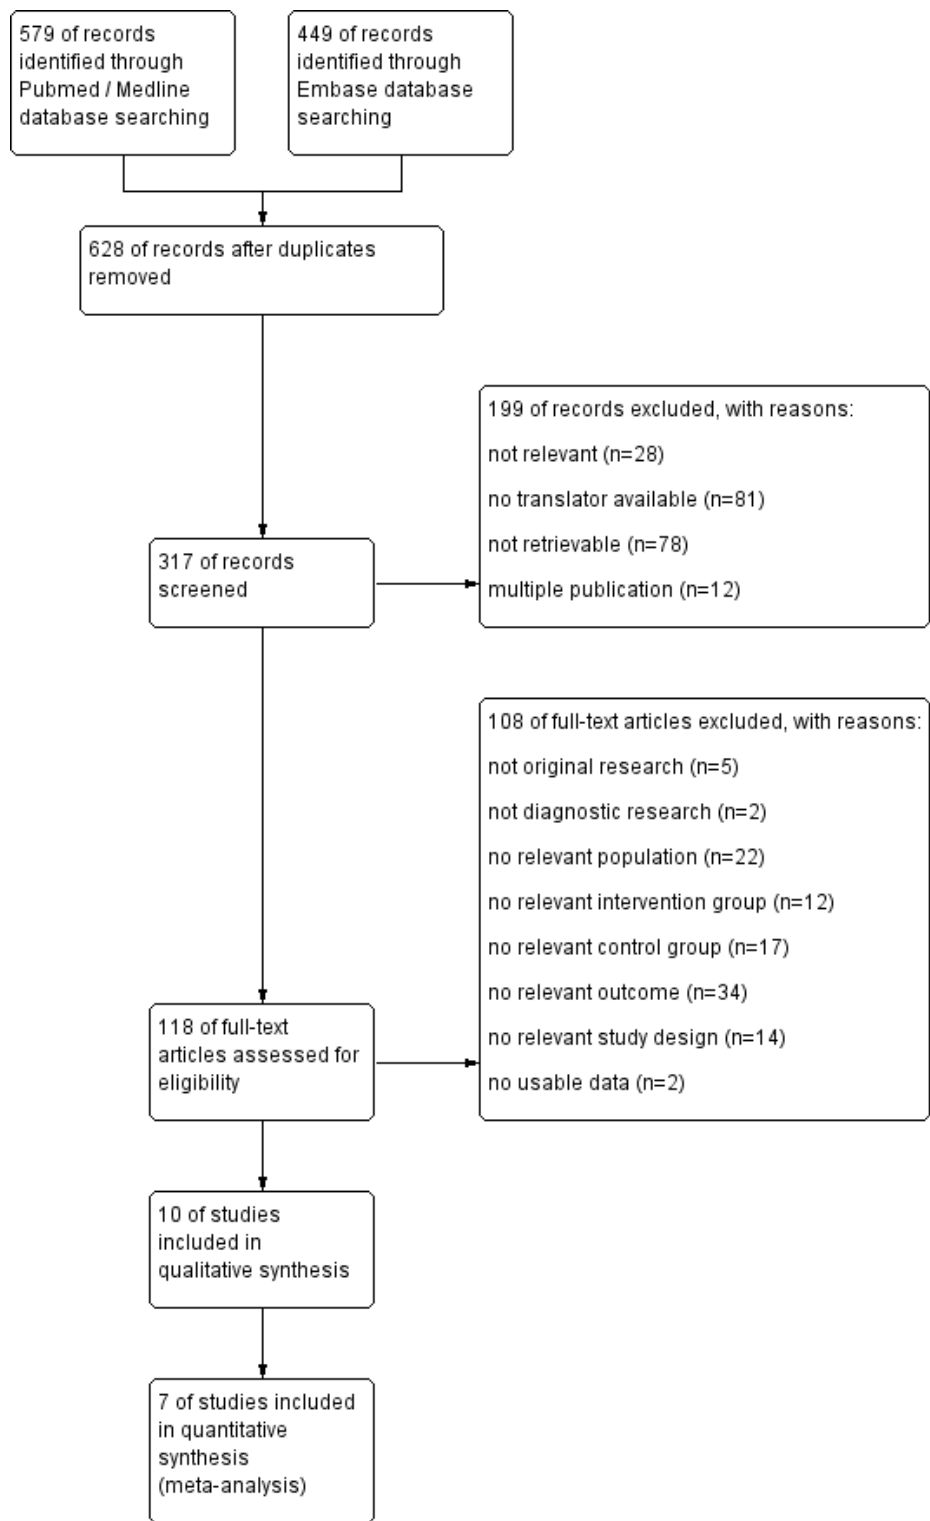 579 of records
identified through
Pubmed / Medline
database searching
449 of records
identified through
Embase database
searching
628 of records after duplicates
removed
199 of records excluded, with reasons:
not relevant (n=28)
no translator available (n=81)
not retrievable (n=78)
multiple publication (n=12)
317 of records
screened
108 of full-text articles excluded, with reasons:
not original research (n=5)
not diagnostic research (n=2)
no relevant population (n=22)
no relevant intervention group (n=12)
no relevant control group (n=17)
no relevant outcome (n=34)
no relevant study design (n=14)
no usable data (n=2)
118 of full-text
articles assessed for
eligibility
10 of studies
included in
qualitative synthesis
7 of studies included
in quantitative
synthesis
(meta-analysis)